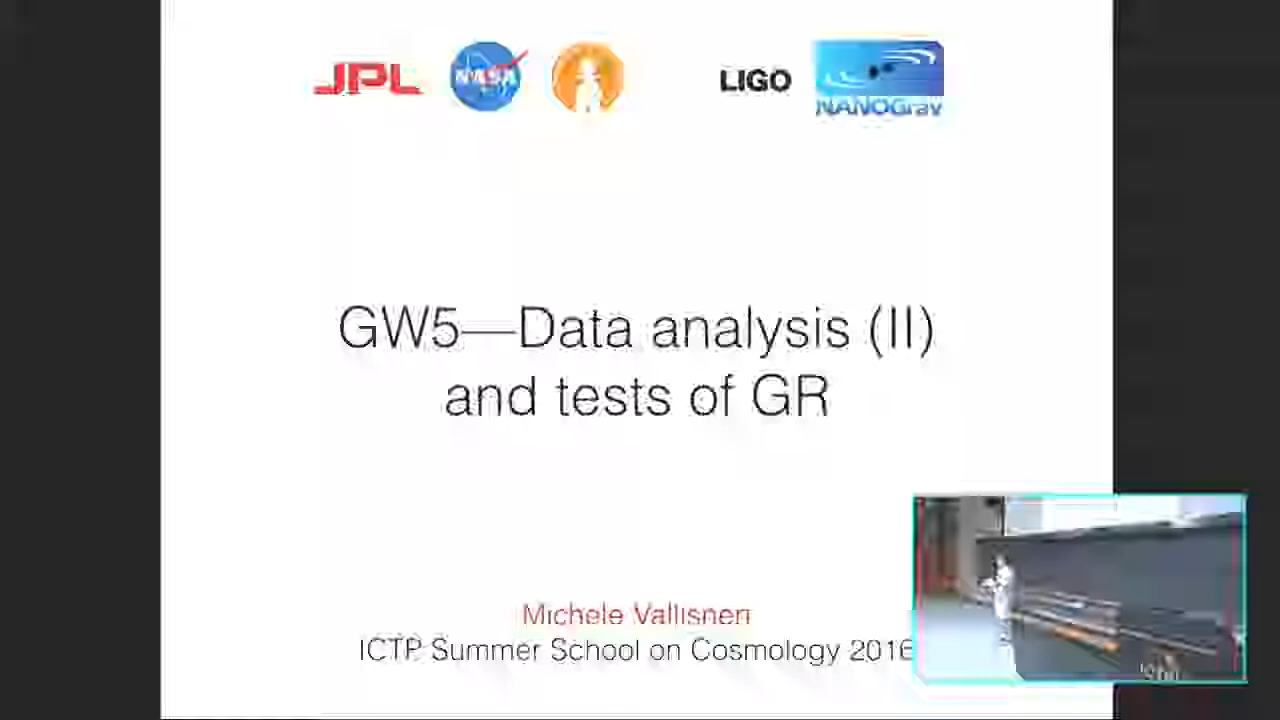 JPL NASA LIGO NANOGrav
GW5—Data analysis (II)
and tests of GR
Michele Vallisneri
ICTP Summer School on Cosmology 2016